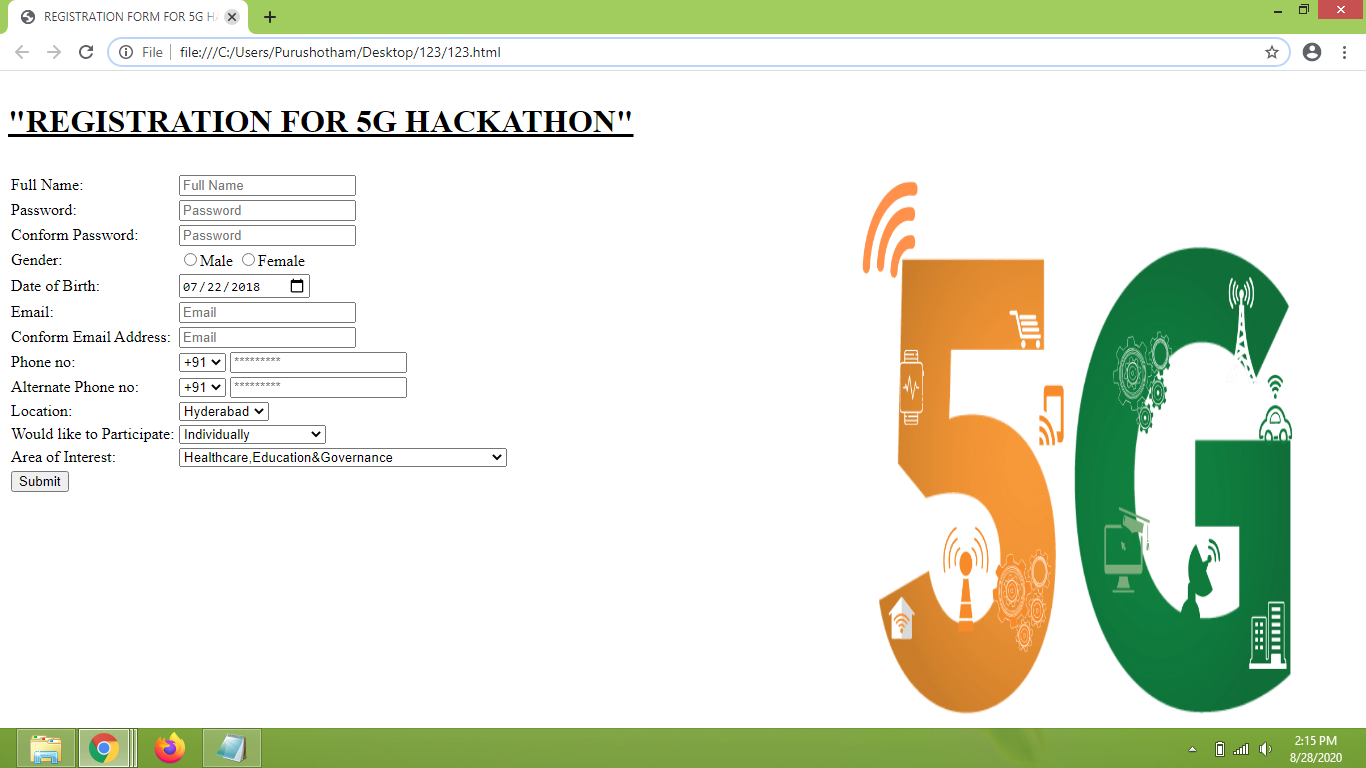 REGISTRATION FORM FOR 5G HA
File file:///C:/Users/Purushotham/Desktop/123/123.html
"REGISTRATION FOR 5G HACKATHON"
Full Name: Full Name
Password: Password
Conform Password: Password
Gender: Male Female
Date of Birth: 07/22/2018
Email: Email
Conform Email Address: Email
Phone no: +91 *********
Alternate Phone no: +91 *********
Location: Hyderabad
Would like to Participate: Individually
Area of Interest: Healthcare,Education&Governance
Submit
5G
2:15 PM
8/28/2020